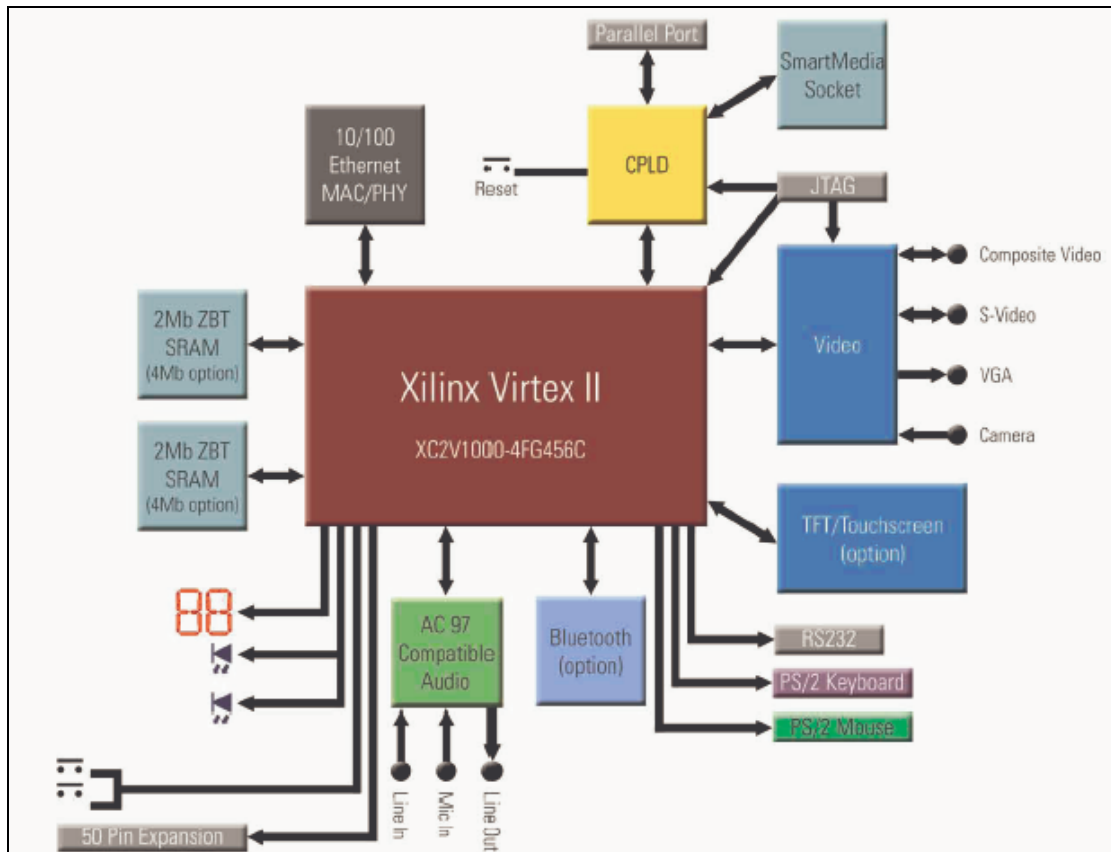 Parallel Port
SmartMedia
Socket
10/100
Ethernet
MAC/PHY
CPLD
Reset
JTAG
Composite Video
S-Video
Video
VGA
Camera
2Mb ZBT
SRAM
(4Mb option)
Xilinx Virtex II
XC2V1000-4FG456C
2Mb ZBT
SRAM
(4Mb option)
TFT/Touchscreen
(option)
88
AC 97
Compatible
Audio
Bluetooth
(option)
RS232
PS/2 Keyboard
PS/2 Mouse
Line In
Mic In
Line Out
50 Pin Expansion